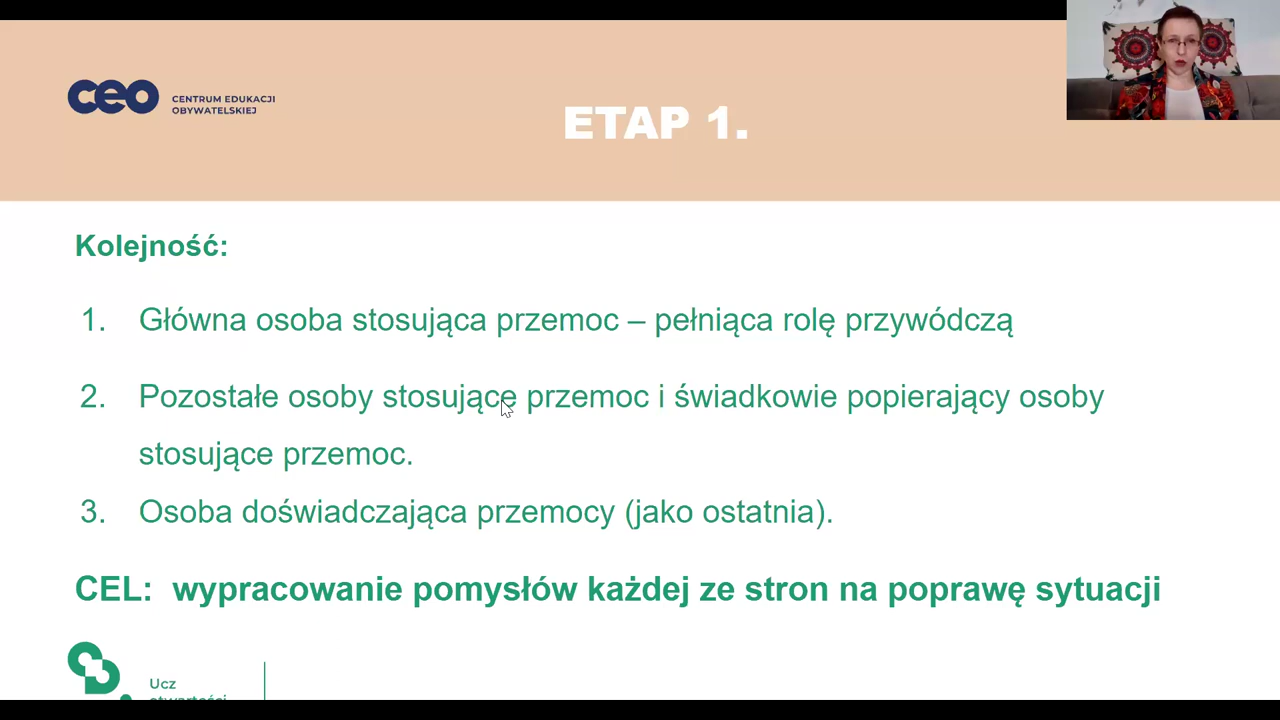 ceo CENTRUM EDUKACJI
OBYWATELSKIEJ
ETAP 1.
Kolejność:
1. Główna osoba stosująca przemoc – pełniąca rolę przywódczą
2. Pozostałe osoby stosujące przemoc i świadkowie popierający osoby
stosujące przemoc.
3. Osoba doświadczająca przemocy (jako ostatnia).
CEL: wypracowanie pomysłów każdej ze stron na poprawę sytuacji
Ucz
otwartości